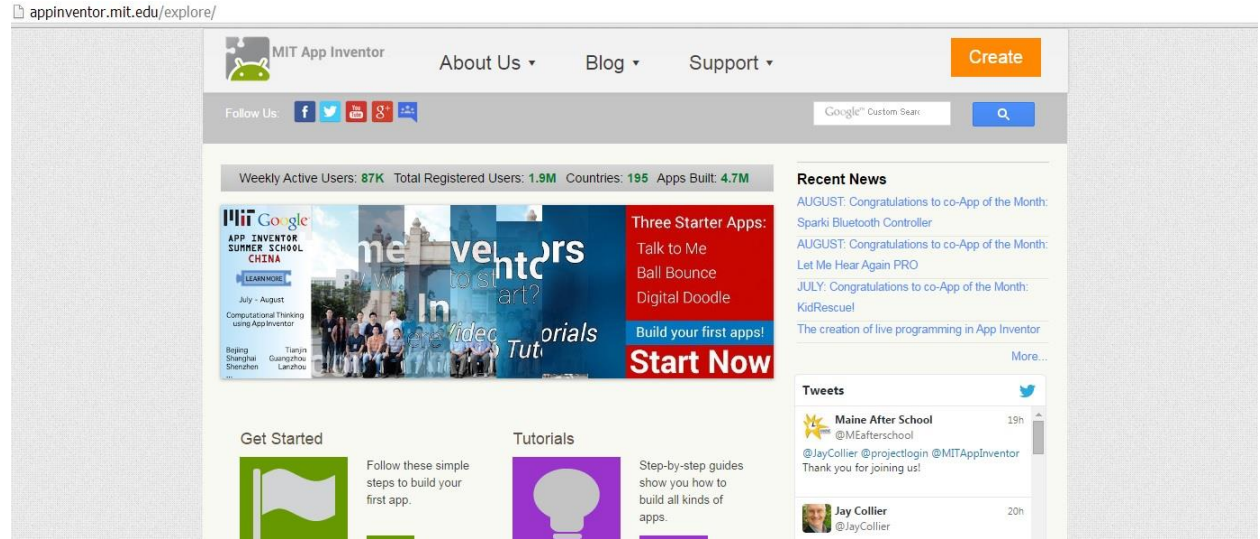 appinventor.mit.edu/explore/
MIT App Inventor
About Us
Blog
Support
Create
Follow Us:
Google™ Custom Searc
Weekly Active Users: 87K Total Registered Users: 1.9M Countries: 195 Apps Built: 4.7M
MiT Google
APP INVENTOR
SUMMER SCHOOL
CHINA
LEARN MORE
July - August
Computational Thinking
using App Inventor
Beijing Tianjin
Shanghai Guangzhou
Shenzhen Lanzhou
...
Three Starter Apps:
Talk to Me
Ball Bounce
Digital Doodle
Build your first apps!
Start Now
Get Started
Follow these simple
steps to build your
first app.
Tutorials
Step-by-step guides
show you how to
build all kinds of
apps.
Recent News
AUGUST: Congratulations to co-App of the Month:
Sparki Bluetooth Controller
AUGUST: Congratulations to co-App of the Month:
Let Me Hear Again PRO
JULY: Congratulations to co-App of the Month:
KidRescue!
The creation of live programming in App Inventor
More...
Tweets
Maine After School 19h
@MEafterschool
@JayCollier @projectlogin @MITAppInventor
Thank you for joining us!
Jay Collier 20h
@JayCollier